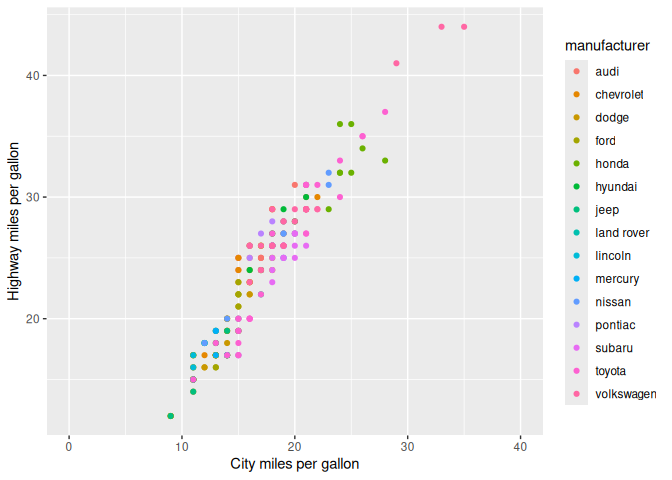 Highway miles per gallon
40
30
20
0
10
20
30
40
City miles per gallon
manufacturer
audi
chevrolet
dodge
ford
honda
hyundai
jeep
land rover
lincoln
mercury
nissan
pontiac
subaru
toyota
volkswagen